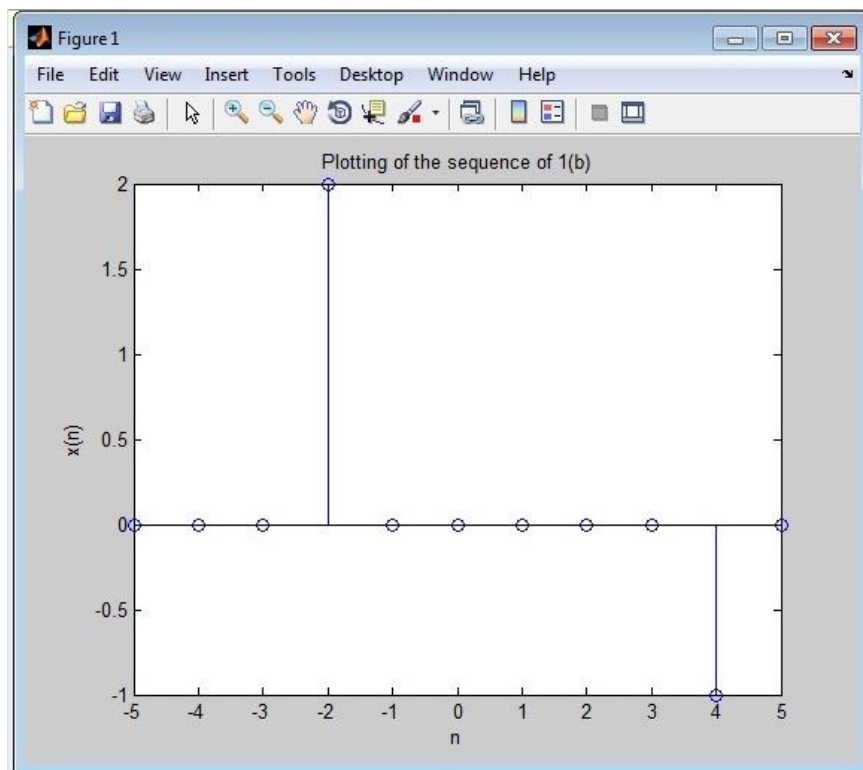 Figure 1
File Edit View Insert Tools Desktop Window Help
Plotting of the sequence of 1(b)
2
1.5
1
0.5
0
-0.5
-1
x(n)
-5 -4 -3 -2 -1 0 1 2 3 4 5
n